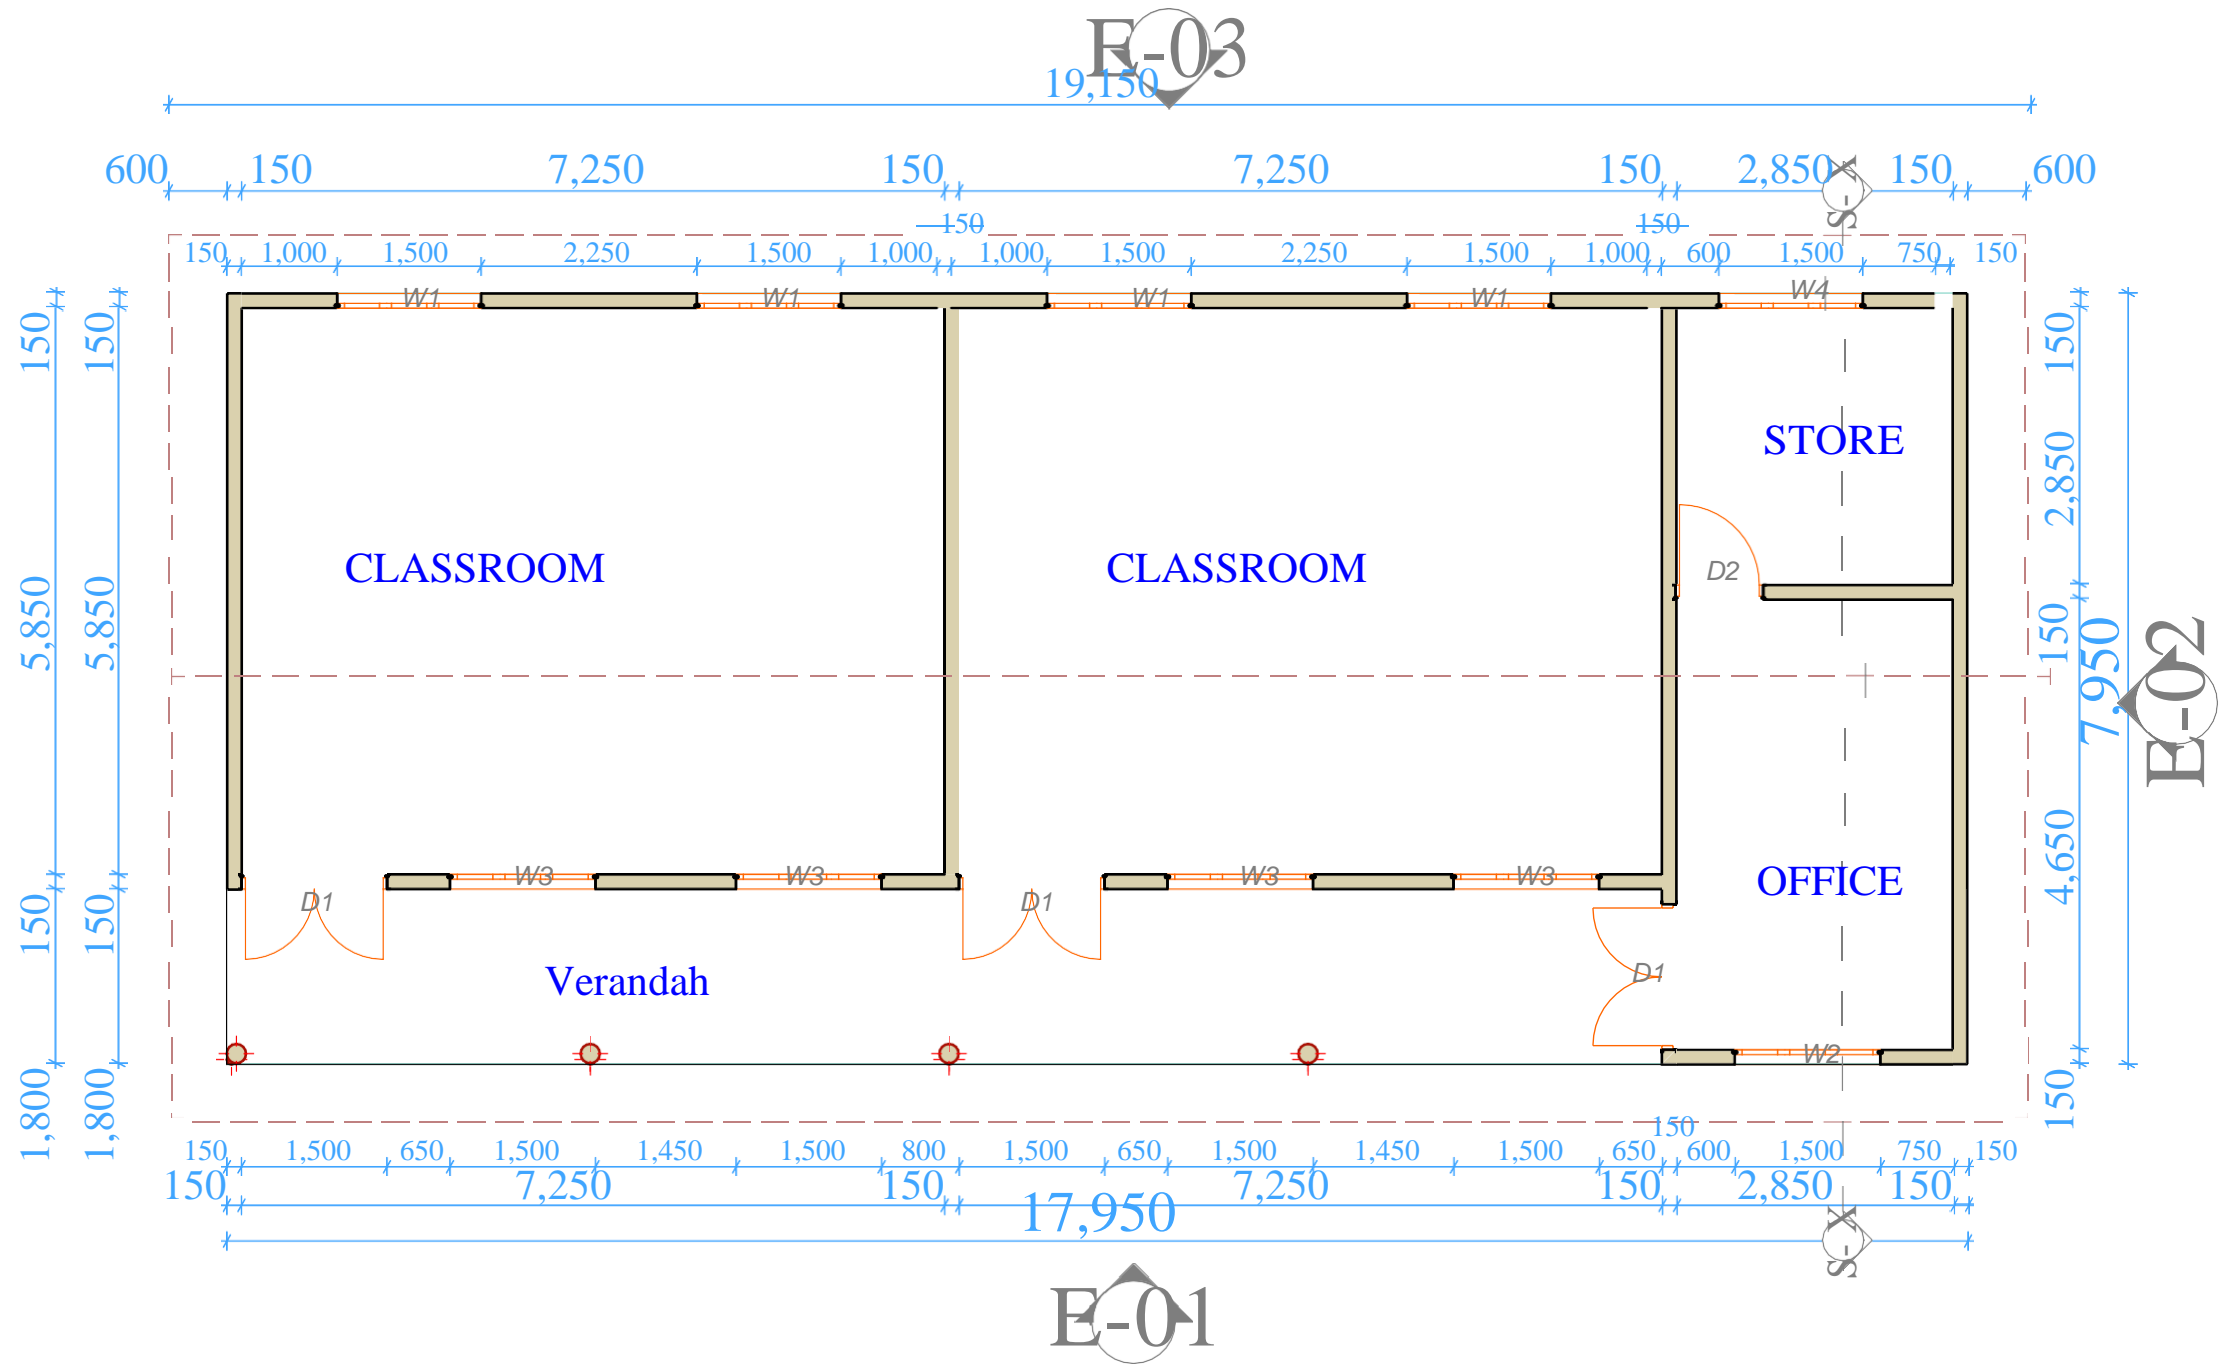 E-03
19,150
600 150 7,250 150 7,250 150 2,850 150 600
S-X
150 150
150 1,000 1,500 2,250 1,500 1,000 1,000 1,500 2,250 1,500 1,000 600 1,500 750 150
W1 W1 W1 W1 W4
150 150 150
STORE
2,850
CLASSROOM CLASSROOM
D2
5,850 5,850
150
7,950
E-02
W3 W3 W3 W3
OFFICE
4,650
D1 D1
150 150
D1
Verandah
W2
1,800 1,800
150
150
150 1,500 650 1,500 1,450 1,500 800 1,500 650 1,500 1,450 1,500 650 600 1,500 750 150
150 7,250 150 7,250 150 2,850 150
17,950
S-X
E-01